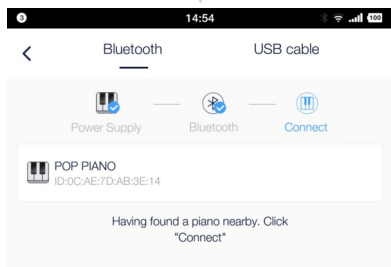 3 14:54 100
Bluetooth USB cable
Power Supply Bluetooth Connect
POP PIANO
ID:0C:AE:7D:AB:3E:14
Having found a piano nearby. Click
"Connect"